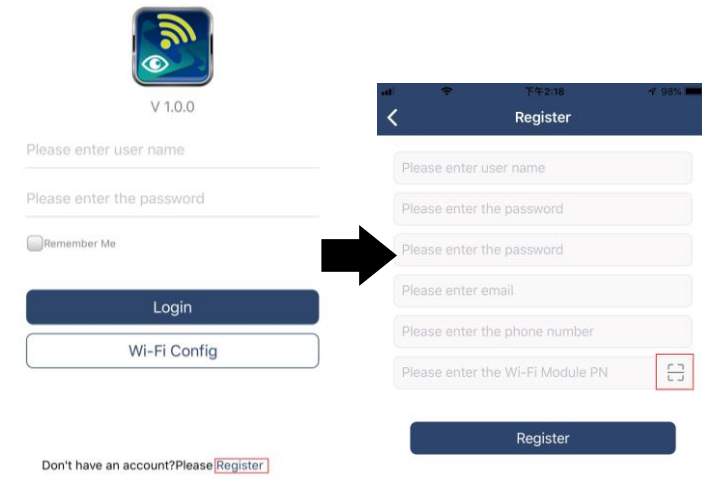 V 1.0.0
Please enter user name
Please enter the password
Remember Me
Login
Wi-Fi Config
Don't have an account?Please Register
下午2:18
98%
Register
Please enter user name
Please enter the password
Please enter the password
Please enter email
Please enter the phone number
Please enter the Wi-Fi Module PN
Register